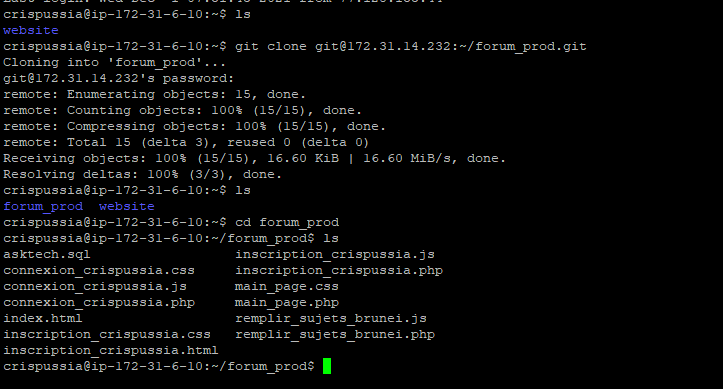 crispussia@ip-172-31-6-10:~$ ls
website
crispussia@ip-172-31-6-10:~$ git clone git@172.31.14.232:~/forum_prod.git
Cloning into 'forum_prod'...
git@172.31.14.232's password:
remote: Enumerating objects: 15, done.
remote: Counting objects: 100% (15/15), done.
remote: Compressing objects: 100% (15/15), done.
remote: Total 15 (delta 3), reused 0 (delta 0)
Receiving objects: 100% (15/15), 16.60 KiB | 16.60 MiB/s, done.
Resolving deltas: 100% (3/3), done.
crispussia@ip-172-31-6-10:~$ ls
forum_prod  website
crispussia@ip-172-31-6-10:~$ cd forum_prod
crispussia@ip-172-31-6-10:~/forum_prod$ ls
asktech.sql                  inscription_crispussia.js
connexion_crispussia.css     inscription_crispussia.php
connexion_crispussia.js      main_page.css
connexion_crispussia.php     main_page.php
index.html                   remplir_sujets_brunei.js
inscription_crispussia.css   remplir_sujets_brunei.php
inscription_crispussia.html
crispussia@ip-172-31-6-10:~/forum_prod$